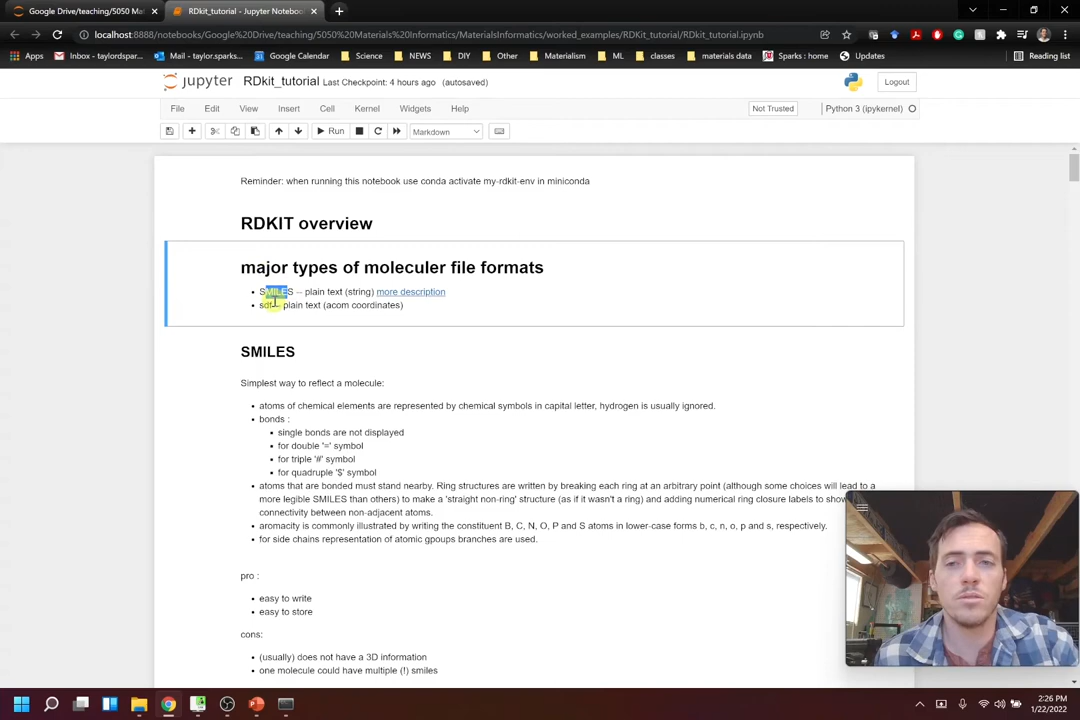 Google Drive/teaching/5050 Mat
RDkit_tutorial - Jupyter Noteboo
localhost:8888/notebooks/Google%20Drive/teaching/5050%20Materials%20Informatics/MaterialsInformatics/worked_examples/RDKit_tutorial/RDkit_tutorial.ipynb
Apps Inbox - taylordspar... Mail - taylor.sparks... Google Calendar Science NEWS DIY Other Materialism ML classes materials data Sparks : home Updates Reading list
jupyter RDkit_tutorial Last Checkpoint: 4 hours ago (autosaved) Logout
File Edit View Insert Cell Kernel Widgets Help Not Trusted Python 3 (ipykernel)
Run Markdown
Reminder: when running this notebook use conda activate my-rdkit-env in miniconda
RDKIT overview
major types of moleculer file formats
• SMILES -- plain text (string) more description
• sdf -- plain text (acom coordinates)
SMILES
Simplest way to reflect a molecule:
• atoms of chemical elements are represented by chemical symbols in capital letter, hydrogen is usually ignored.
• bonds :
• single bonds are not displayed
• for double '=' symbol
• for triple '#' symbol
• for quadruple '$' symbol
• atoms that are bonded must stand nearby. Ring structures are written by breaking each ring at an arbitrary point (although some choices will lead to a
more legible SMILES than others) to make a 'straight non-ring' structure (as if it wasn't a ring) and adding numerical ring closure labels to show
connectivity between non-adjacent atoms.
• aromacity is commonly illustrated by writing the constituent B, C, N, O, P and S atoms in lower-case forms b, c, n, o, p and s, respectively.
• for side chains representation of atomic gpoups branches are used.
pro :
• easy to write
• easy to store
cons:
• (usually) does not have a 3D information
• one molecule could have multiple (!) smiles
2:26 PM
1/22/2022